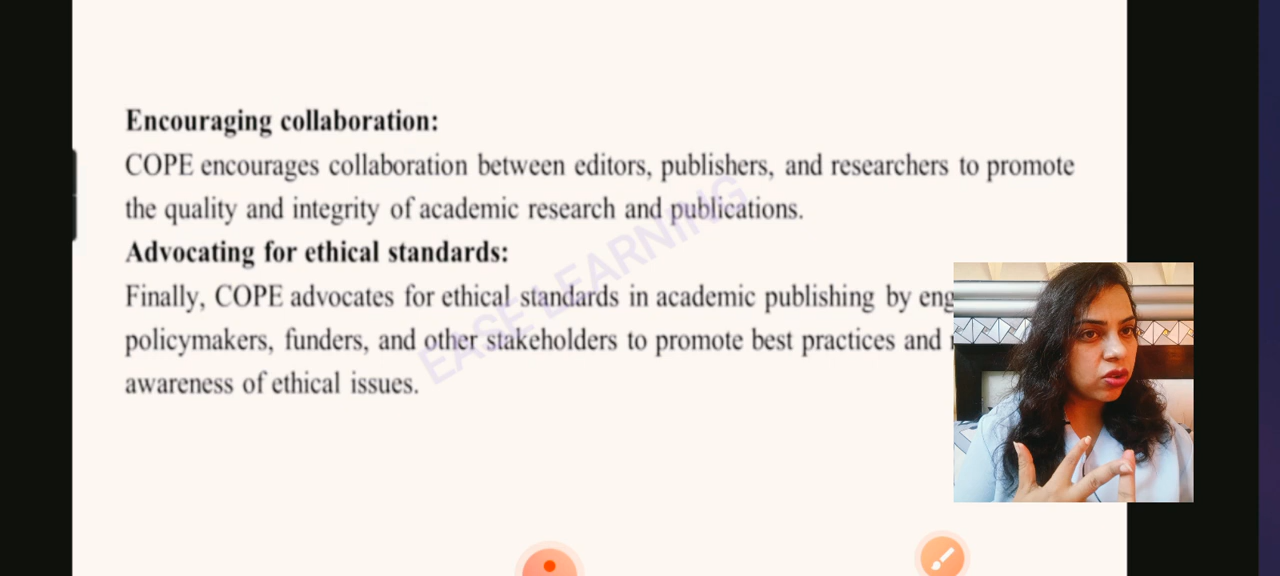 Encouraging collaboration:
COPE encourages collaboration between editors, publishers, and researchers to promote
the quality and integrity of academic research and publications.
Advocating for ethical standards:
Finally, COPE advocates for ethical standards in academic publishing by eng
policymakers, funders, and other stakeholders to promote best practices and
awareness of ethical issues.
EASE LEARNING